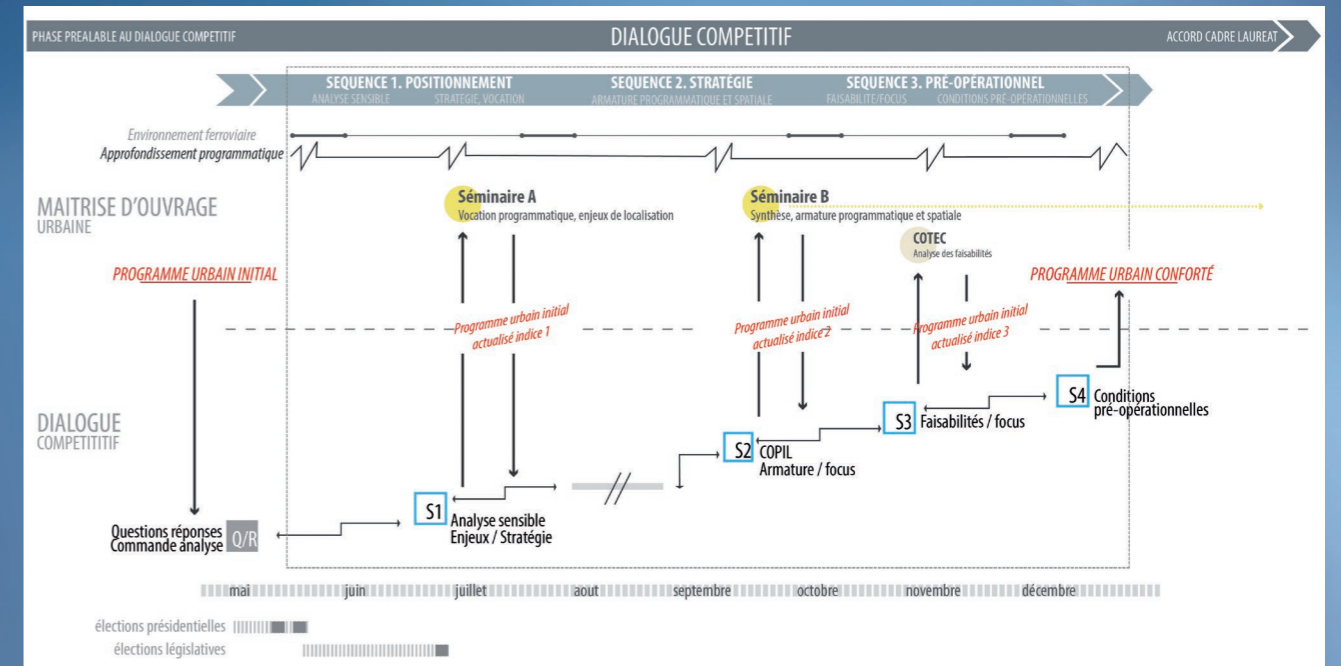 PHASE PREALABLE AU DIALOGUE COMPETITIF
DIALOGUE COMPETITIF
ACCORD CADRE LAUREAT
SEQUENCE 1. POSITIONNEMENT
ANALYSE SENSIBLE
STRATEGIE, VOCATION
SEQUENCE 2. STRATÉGIE
ARMATURE PROGRAMMATIQUE ET SPATIALE
SEQUENCE 3. PRÉ-OPÉRATIONNEL
FAISABILITE/FOCUS
CONDITIONS PRÉ-OPÉRATIONNELLES
Environnement ferroviaire
Approfondissement programmatique
MAITRISE D'OUVRAGE
URBAINE
Séminaire A
Vocation programmatique, enjeux de localisation
Séminaire B
Synthèse, armature programmatique et spatiale
COTEC
Analyse des faisabilités
PROGRAMME URBAIN INITIAL
PROGRAMME URBAIN CONFORTÉ
Programme urbain initial
actualisé indice 1
Programme urbain initial
actualisé indice 2
Programme urbain initial
actualisé indice 3
DIALOGUE
COMPETITITIF
S4
Conditions
pré-opérationnelles
S3
Faisabilités / focus
S2
COPIL
Armature / focus
S1
Analyse sensible
Enjeux / Stratégie
Questions réponses
Commande analyse
Q/R
mai
juin
juillet
aout
septembre
octobre
novembre
décembre
élections présidentielles
élections législatives